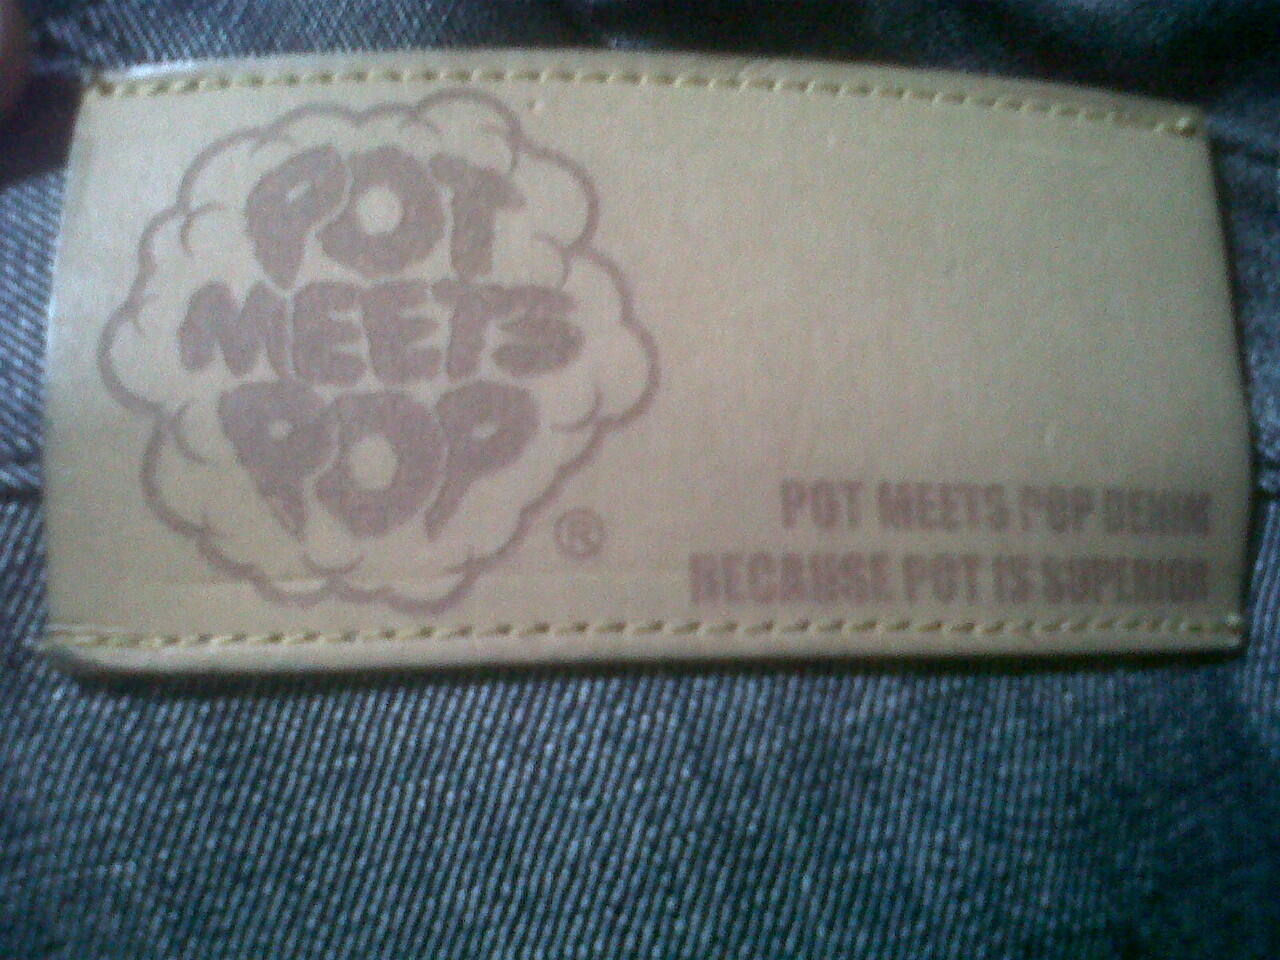 POT
MEETS
POP
®
POT MEETS POP DENIM
BECAUSE POT IS SUPERIOR